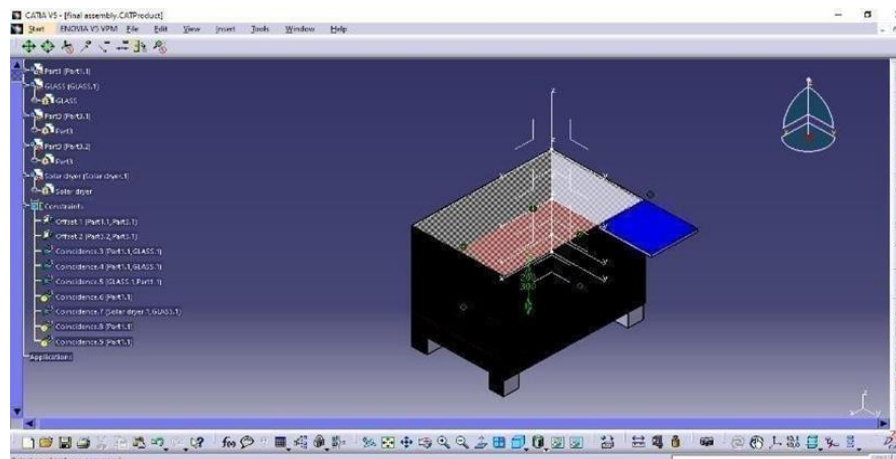 CATIA V5 - [final assembly.CATProduct]
Start ENOVIA V5 VPM File Edit View Insert Tools Window Help
Part1 (Part1.1)
GLASS (GLASS.1)
GLASS
Part3 (Part3.1)
Part3
Part3 (Part3.2)
Part3
Solar dryer (Solar dryer.1)
Solar dryer
Constraints
Offset.1 (Part1.1,Part3.1)
Offset.2 (Part3.2,Part3.1)
Coincidence.3 (Part1.1,GLASS.1)
Coincidence.4 (Part1.1,GLASS.1)
Coincidence.5 (GLASS.1,Part1.1)
Coincidence.6 (Part1.1)
Coincidence.7 (Solar dryer.1,GLASS.1)
Coincidence.8 (Part1.1)
Coincidence.9 (Part1.1)
Applications